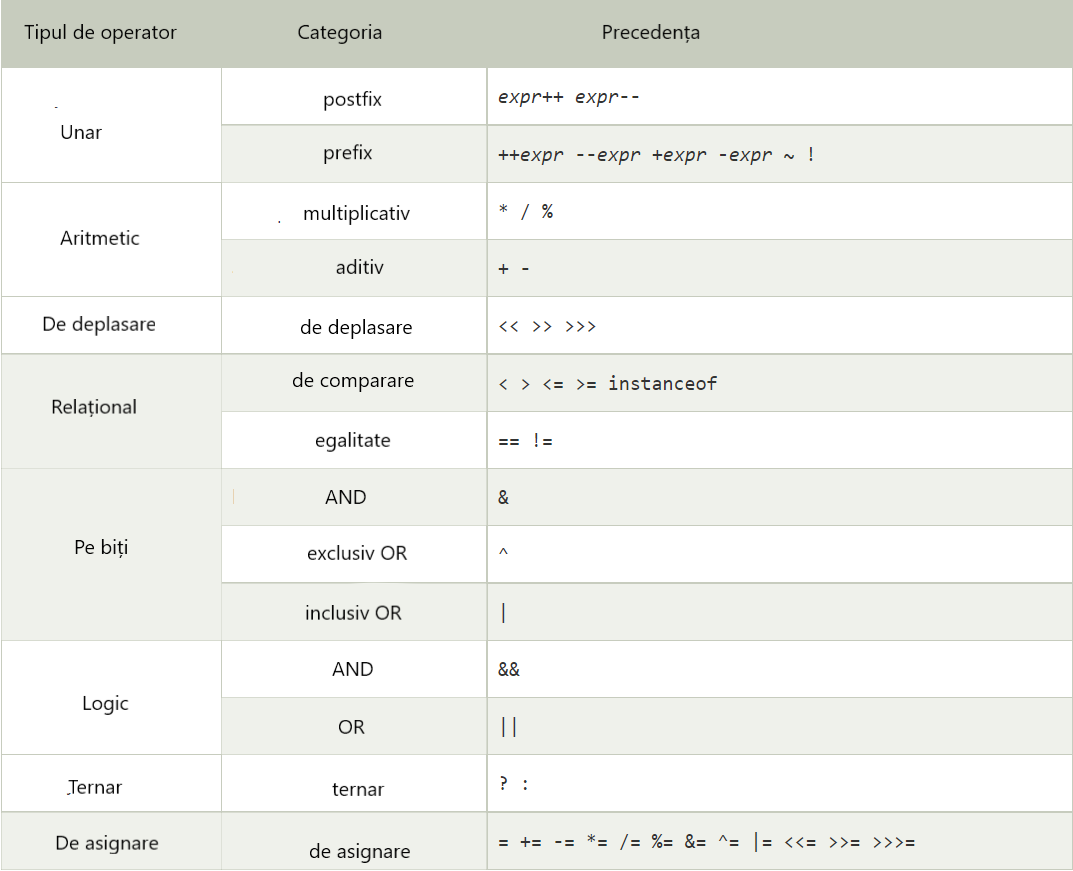 Tipul de operator Categoria Precedența
Unar
postfix expr++ expr--
prefix ++expr --expr +expr -expr ~ !
Aritmetic
multiplicativ * / %
aditiv + -
De deplasare de deplasare << >> >>>
Relațional
de comparare < > <= >= instanceof
egalitate == !=
Pe biți
AND &
exclusiv OR ^
inclusiv OR |
Logic
AND &&
OR ||
Ternar ternar ? :
De asignare de asignare = += -= *= /= %= &= ^= |= <<= >>= >>>=